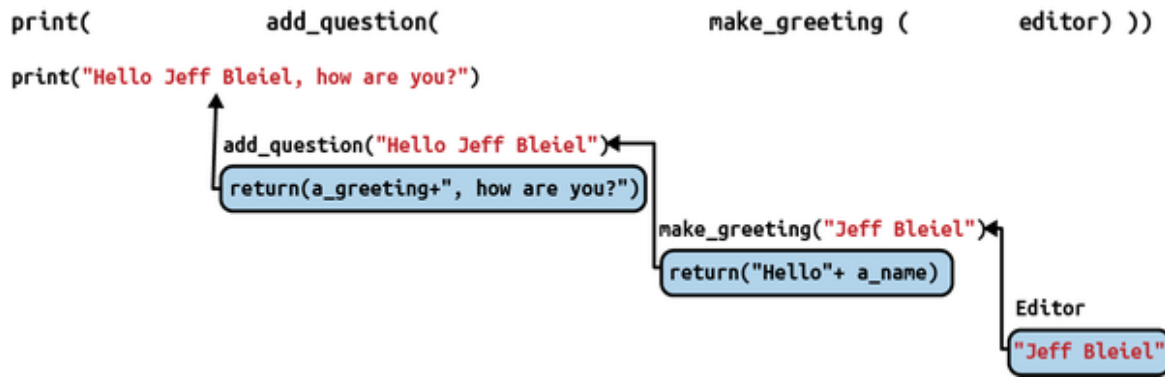 print( add_question( make_greeting ( editor) ))
print("Hello Jeff Bleiel, how are you?")
add_question("Hello Jeff Bleiel")
return(a_greeting+", how are you?")
make_greeting("Jeff Bleiel")
return("Hello"+ a_name)
Editor
"Jeff Bleiel"